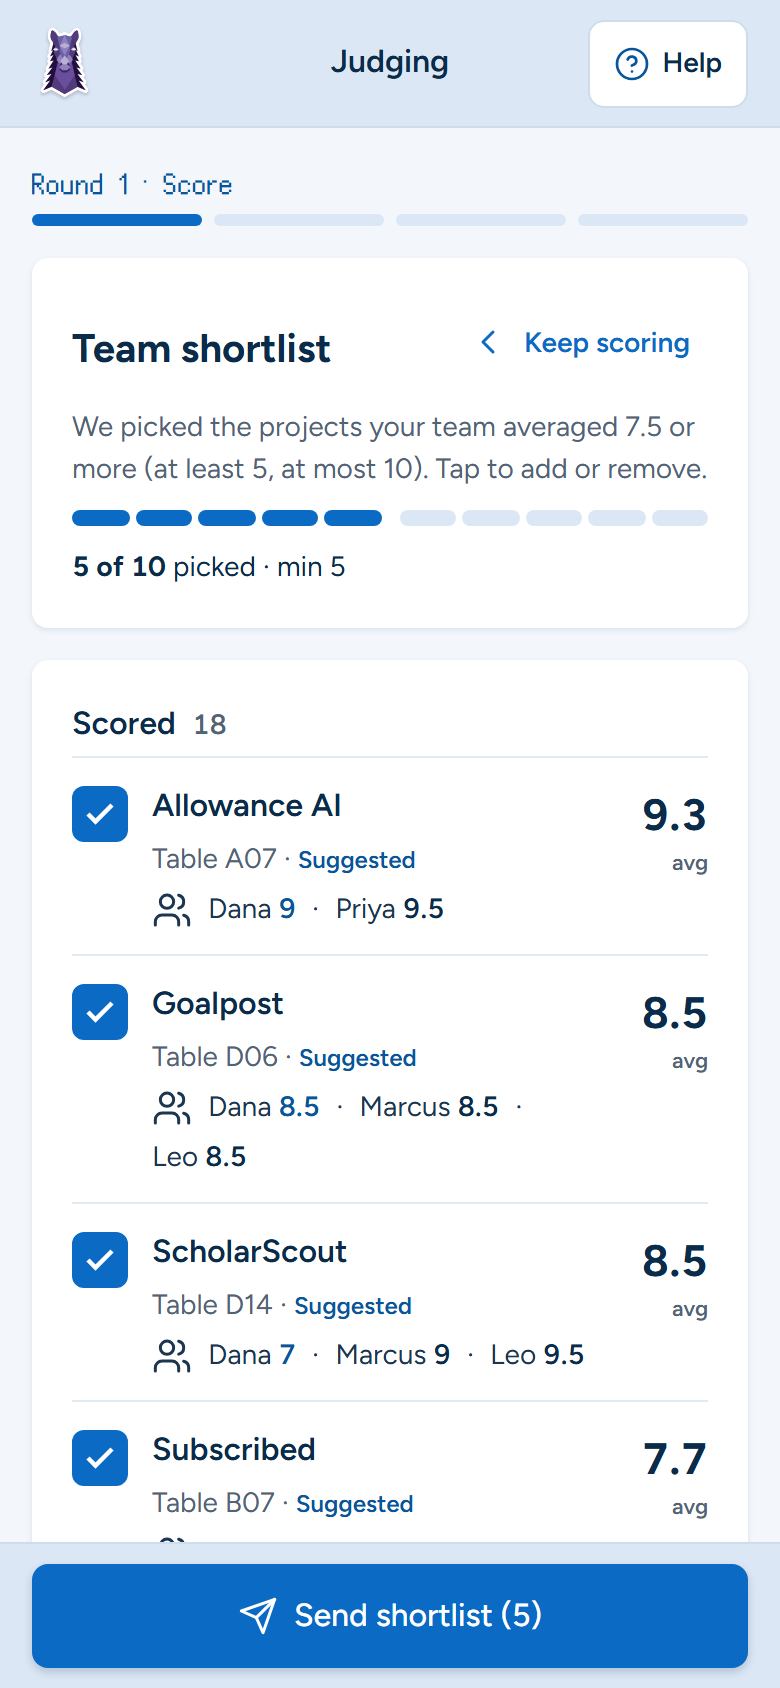 Judging
Help
Round 1 · Score
Team shortlist
Keep scoring
We picked the projects your team averaged 7.5 or
more (at least 5, at most 10). Tap to add or remove.
5 of 10 picked · min 5
Scored 18
Allowance AI
9.3
Table A07 · Suggested
avg
Dana 9 · Priya 9.5
Goalpost
8.5
Table D06 · Suggested
avg
Dana 8.5 · Marcus 8.5 ·
Leo 8.5
ScholarScout
8.5
Table D14 · Suggested
avg
Dana 7 · Marcus 9 · Leo 9.5
Subscribed
7.7
Table B07 · Suggested
avg
Send shortlist (5)